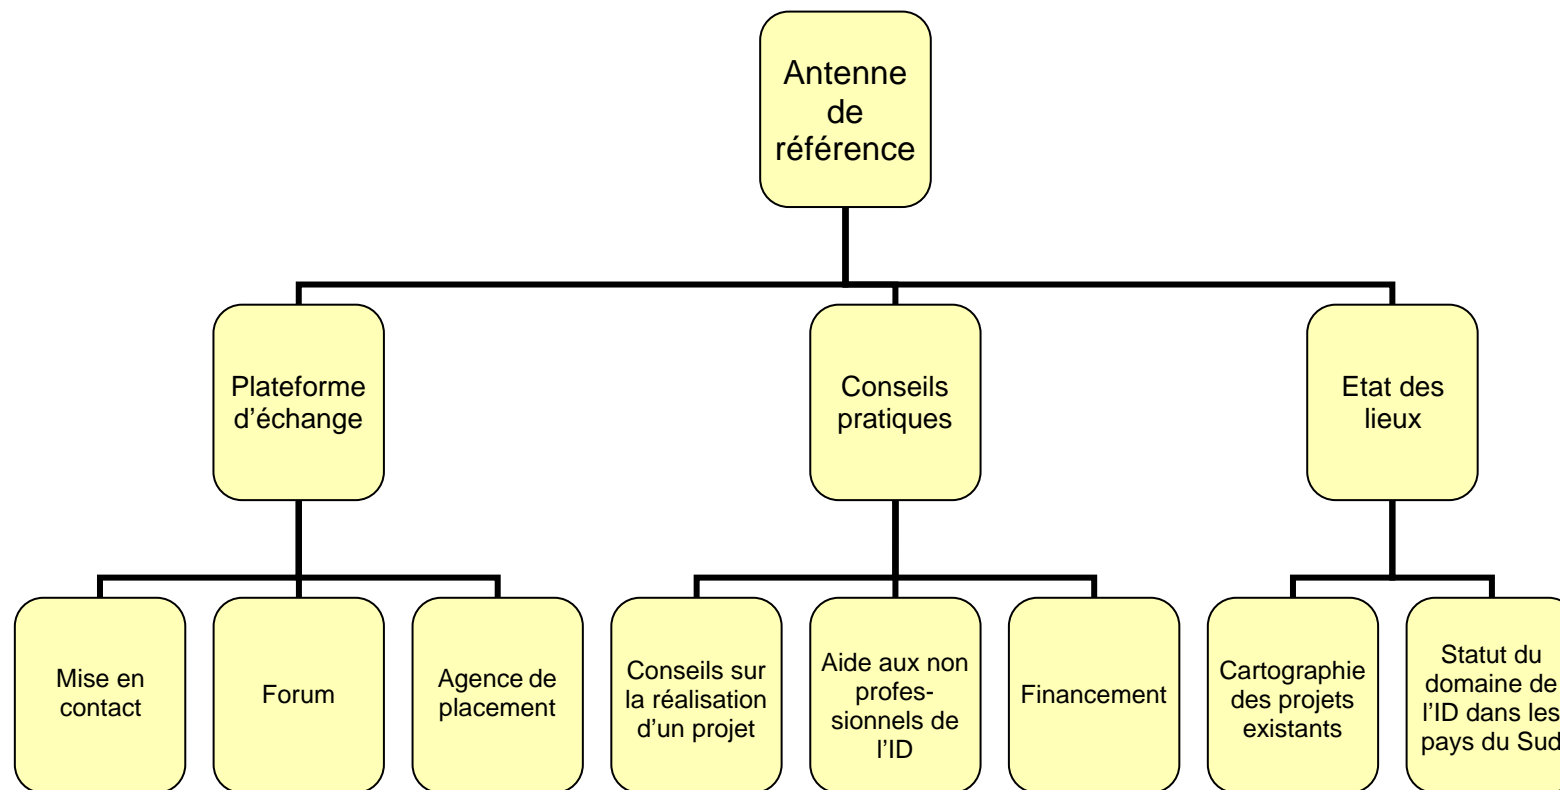 Antenne
de
référence
Plateforme
d’échange
Conseils
pratiques
Etat des
lieux
Mise en
contact
Forum
Agence de
placement
Conseils sur
la réalisation
d’un projet
Aide aux non
profes-
sionnels de
l’ID
Financement
Cartographie
des projets
existants
Statut du
domaine de
l’ID dans les
pays du Sud